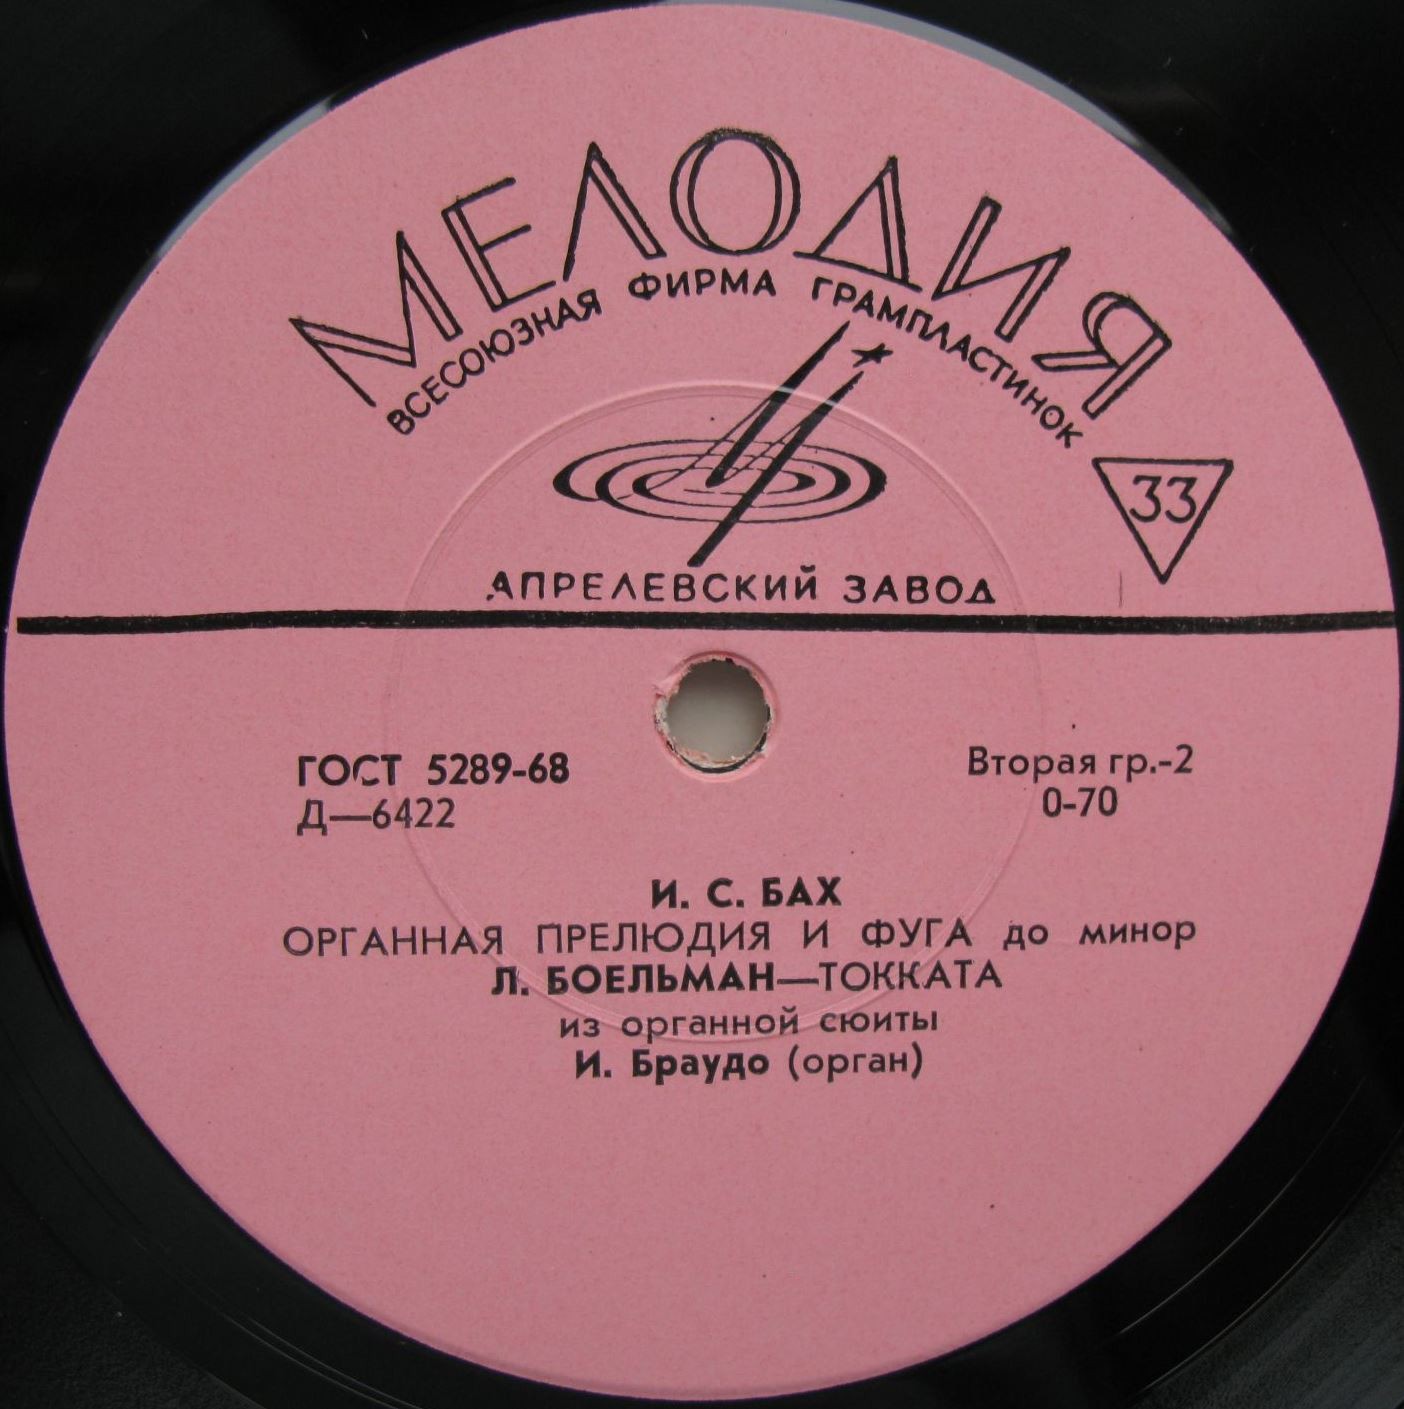 МЕЛОДИЯ
ВСЕСОЮЗНАЯ ФИРМА ГРАМПЛАСТИНОК
33
АПРЕЛЕВСКИЙ ЗАВОД
ГОСТ 5289-68
Вторая гр.-2
Д—6422
0-70
И. С. БАХ
ОРГАННАЯ ПРЕЛЮДИЯ И ФУГА до минор
Л. БОЕЛЬМАН—ТОККАТА
из органной сюиты
И. Браудо (орган)